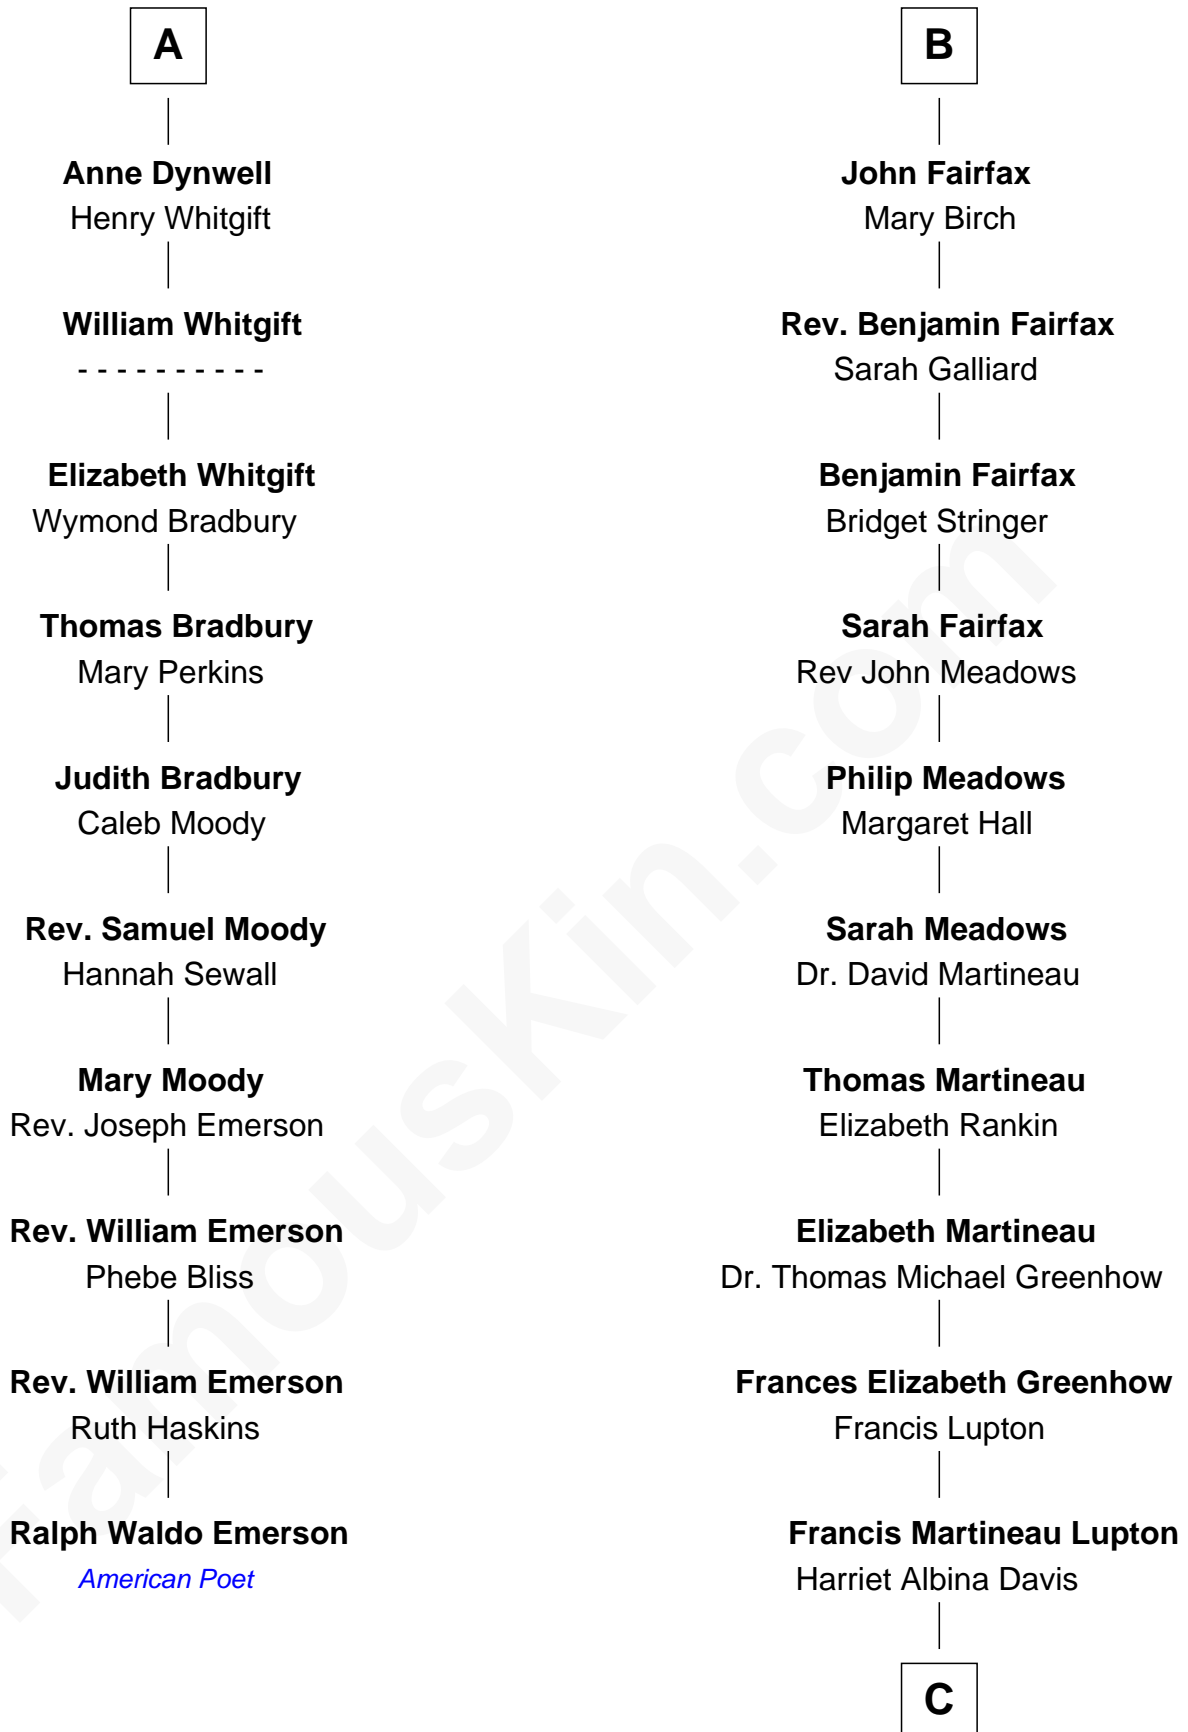 A
Anne Dynwell
Henry Whitgift
William Whitgift
- - - - - - - - - -
Elizabeth Whitgift
Wymond Bradbury
Thomas Bradbury
Mary Perkins
Judith Bradbury
Caleb Moody
Rev. Samuel Moody
Hannah Sewall
Mary Moody
Rev. Joseph Emerson
Rev. William Emerson
Phebe Bliss
Rev. William Emerson
Ruth Haskins
Ralph Waldo Emerson
American Poet
B
John Fairfax
Mary Birch
Rev. Benjamin Fairfax
Sarah Galliard
Benjamin Fairfax
Bridget Stringer
Sarah Fairfax
Rev John Meadows
Philip Meadows
Margaret Hall
Sarah Meadows
Dr. David Martineau
Thomas Martineau
Elizabeth Rankin
Elizabeth Martineau
Dr. Thomas Michael Greenhow
Frances Elizabeth Greenhow
Francis Lupton
Francis Martineau Lupton
Harriet Albina Davis
C
FamousKin.com